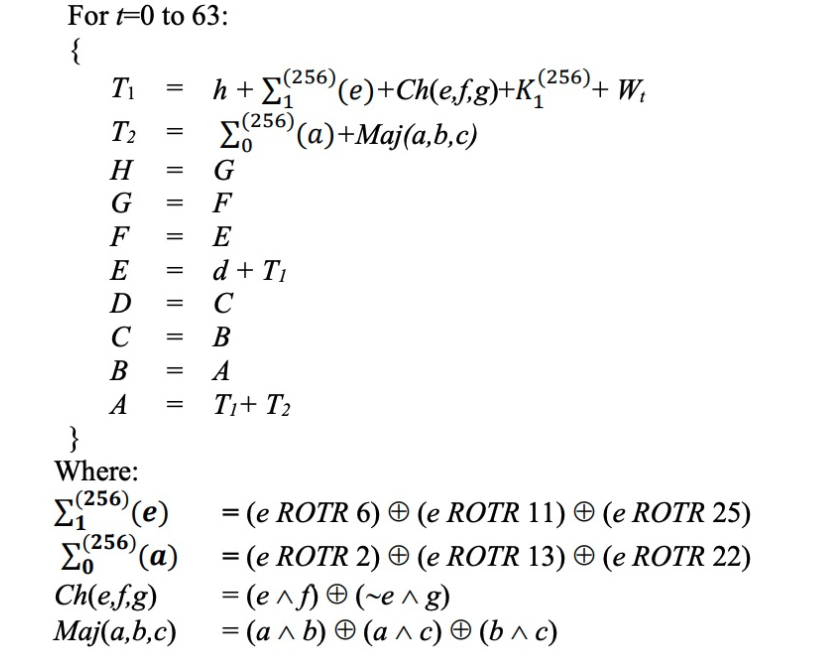 For t=0 to 63:
{
T₁ = h + Σ₁⁽²⁵⁶⁾(e)+Ch(e,f,g)+K₁⁽²⁵⁶⁾+ Wₜ
T₂ = Σ₀⁽²⁵⁶⁾(a)+Maj(a,b,c)
H = G
G = F
F = E
E = d + T₁
D = C
C = B
B = A
A = T₁+ T₂
}
Where:
Σ₁⁽²⁵⁶⁾(e) = (e ROTR 6) ⊕ (e ROTR 11) ⊕ (e ROTR 25)
Σ₀⁽²⁵⁶⁾(a) = (e ROTR 2) ⊕ (e ROTR 13) ⊕ (e ROTR 22)
Ch(e,f,g) = (e ∧ f) ⊕ (~e ∧ g)
Maj(a,b,c) = (a ∧ b) ⊕ (a ∧ c) ⊕ (b ∧ c)